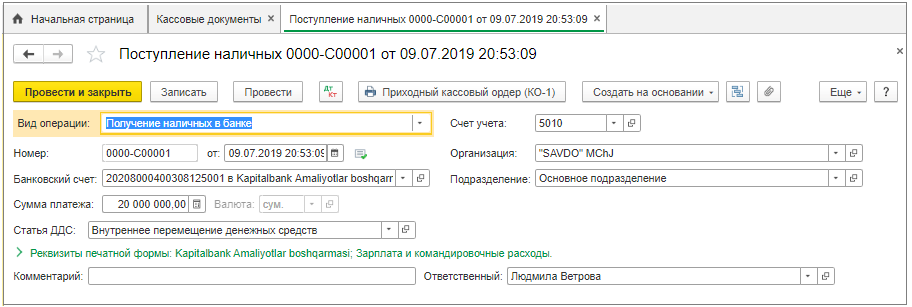 Начальная страница Кассовые документы × Поступление наличных 0000-С00001 от 09.07.2019 20:53:09 ×
Поступление наличных 0000-С00001 от 09.07.2019 20:53:09 ×
Провести и закрыть Записать Провести Дт Кт Приходный кассовый ордер (КО-1) Создать на основании Еще ?
Вид операции: Получение наличных в банке Счет учета: 5010
Номер: 0000-С00001 от: 09.07.2019 20:53:09 Организация: "SAVDO" MChJ
Банковский счет: 20208000400308125001 в Kapitalbank Amaliyotlar boshqarr Подразделение: Основное подразделение
Сумма платежа: 20 000 000,00 Валюта: сум.
Статья ДДС: Внутреннее перемещение денежных средств
Реквизиты печатной формы: Kapitalbank Amaliyotlar boshqarmasi; Зарплата и командировочные расходы.
Комментарий: Ответственный: Людмила Ветрова